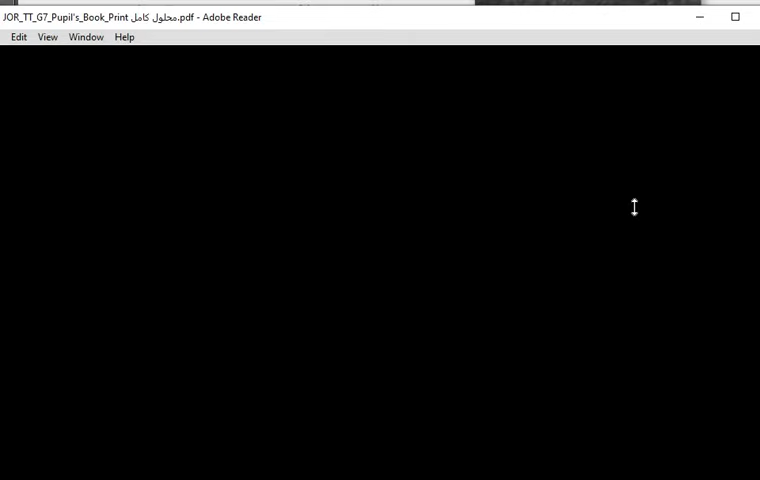 JOR_TT_G7_Pupil's_Book_Print محلول كامل.pdf - Adobe Reader
Edit View Window Help